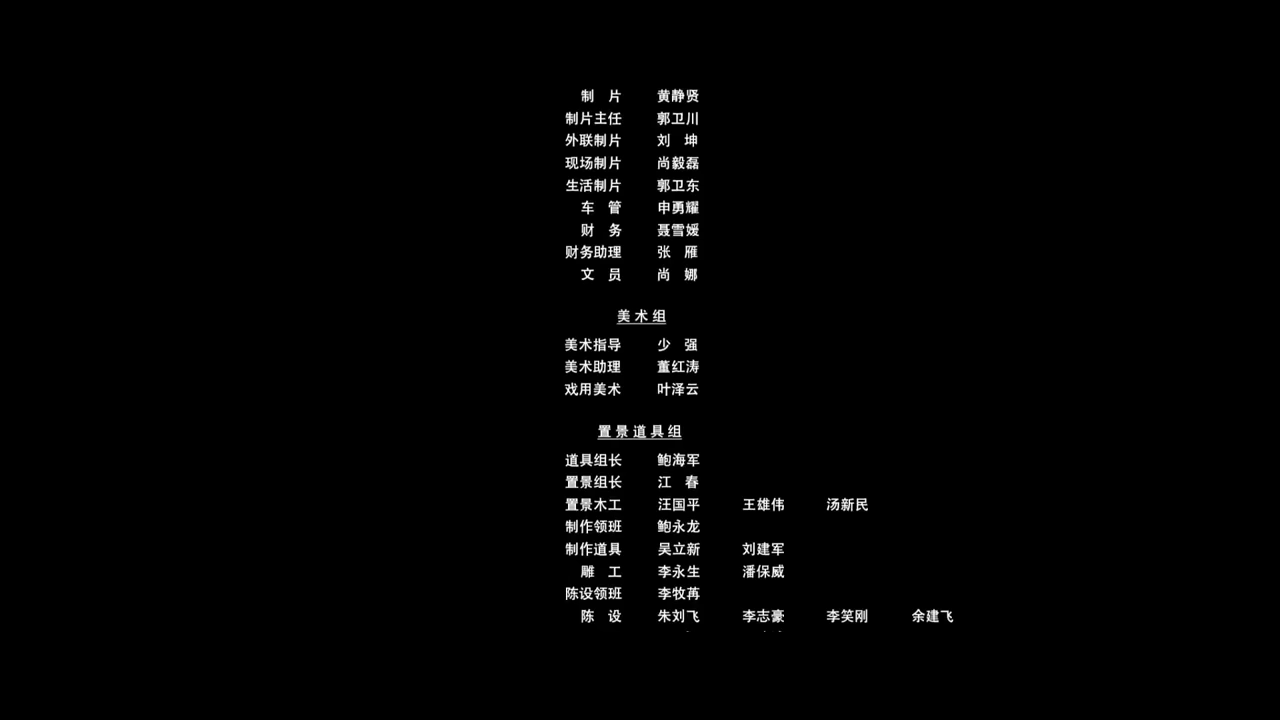 制 片 黄静贤
制片主任 郭卫川
外联制片 刘 坤
现场制片 尚毅磊
生活制片 郭卫东
车 管 申勇耀
财 务 聂雪媛
财务助理 张 雁
文 员 尚 娜
美术组
美术指导 少 强
美术助理 董红涛
戏用美术 叶泽云
置景道具组
道具组长 鲍海军
置景组长 江 春
置景木工 汪国平 王雄伟 汤新民
制作领班 鲍永龙
制作道具 吴立新 刘建军
雕 工 李永生 潘保威
陈设领班 李牧苒
陈 设 朱刘飞 李志豪 李笑刚 余建飞